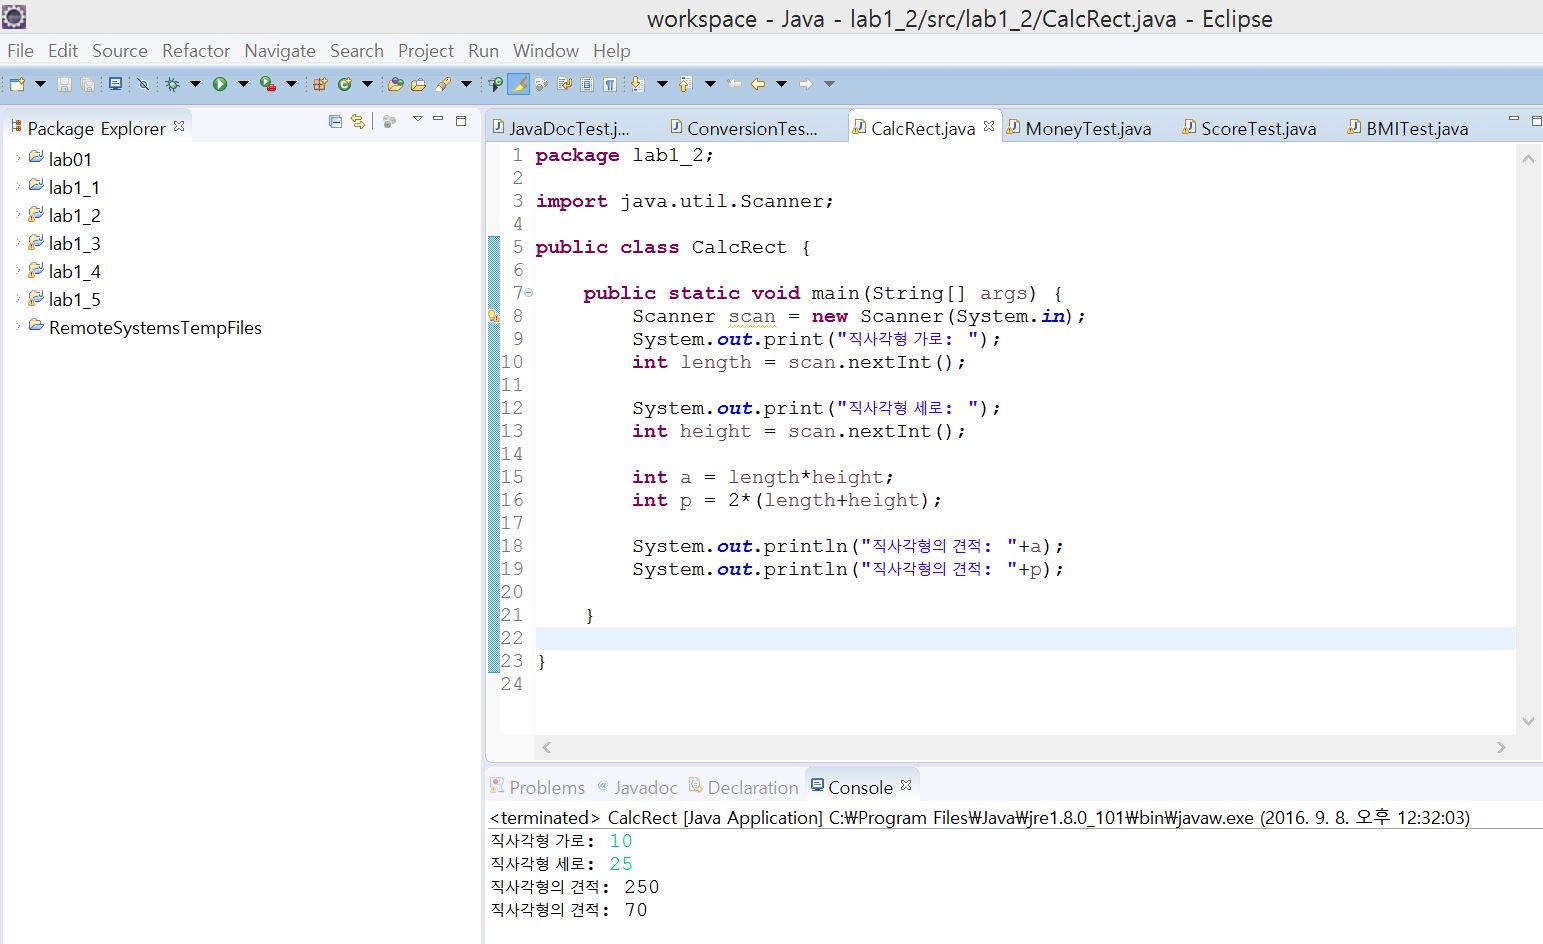 workspace - Java - lab1_2/src/lab1_2/CalcRect.java - Eclipse
File Edit Source Refactor Navigate Search Project Run Window Help
Package Explorer
lab01
lab1_1
lab1_2
lab1_3
lab1_4
lab1_5
RemoteSystemsTempFiles
JavaDocTest.j... ConversionTes... CalcRect.java MoneyTest.java ScoreTest.java BMITest.java
1 package lab1_2;
2
3 import java.util.Scanner;
4
5 public class CalcRect {
6
7     public static void main(String[] args) {
8         Scanner scan = new Scanner(System.in);
9         System.out.print("직사각형 가로: ");
10         int length = scan.nextInt();
11
12         System.out.print("직사각형 세로: ");
13         int height = scan.nextInt();
14
15         int a = length*height;
16         int p = 2*(length+height);
17
18         System.out.println("직사각형의 견적: "+a);
19         System.out.println("직사각형의 견적: "+p);
20
21     }
22
23 }
24
Problems Javadoc Declaration Console
<terminated> CalcRect [Java Application] C:₩Program Files₩Java₩jre1.8.0_101₩bin₩javaw.exe (2016. 9. 8. 오후 12:32:03)
직사각형 가로: 10
직사각형 세로: 25
직사각형의 견적: 250
직사각형의 견적: 70